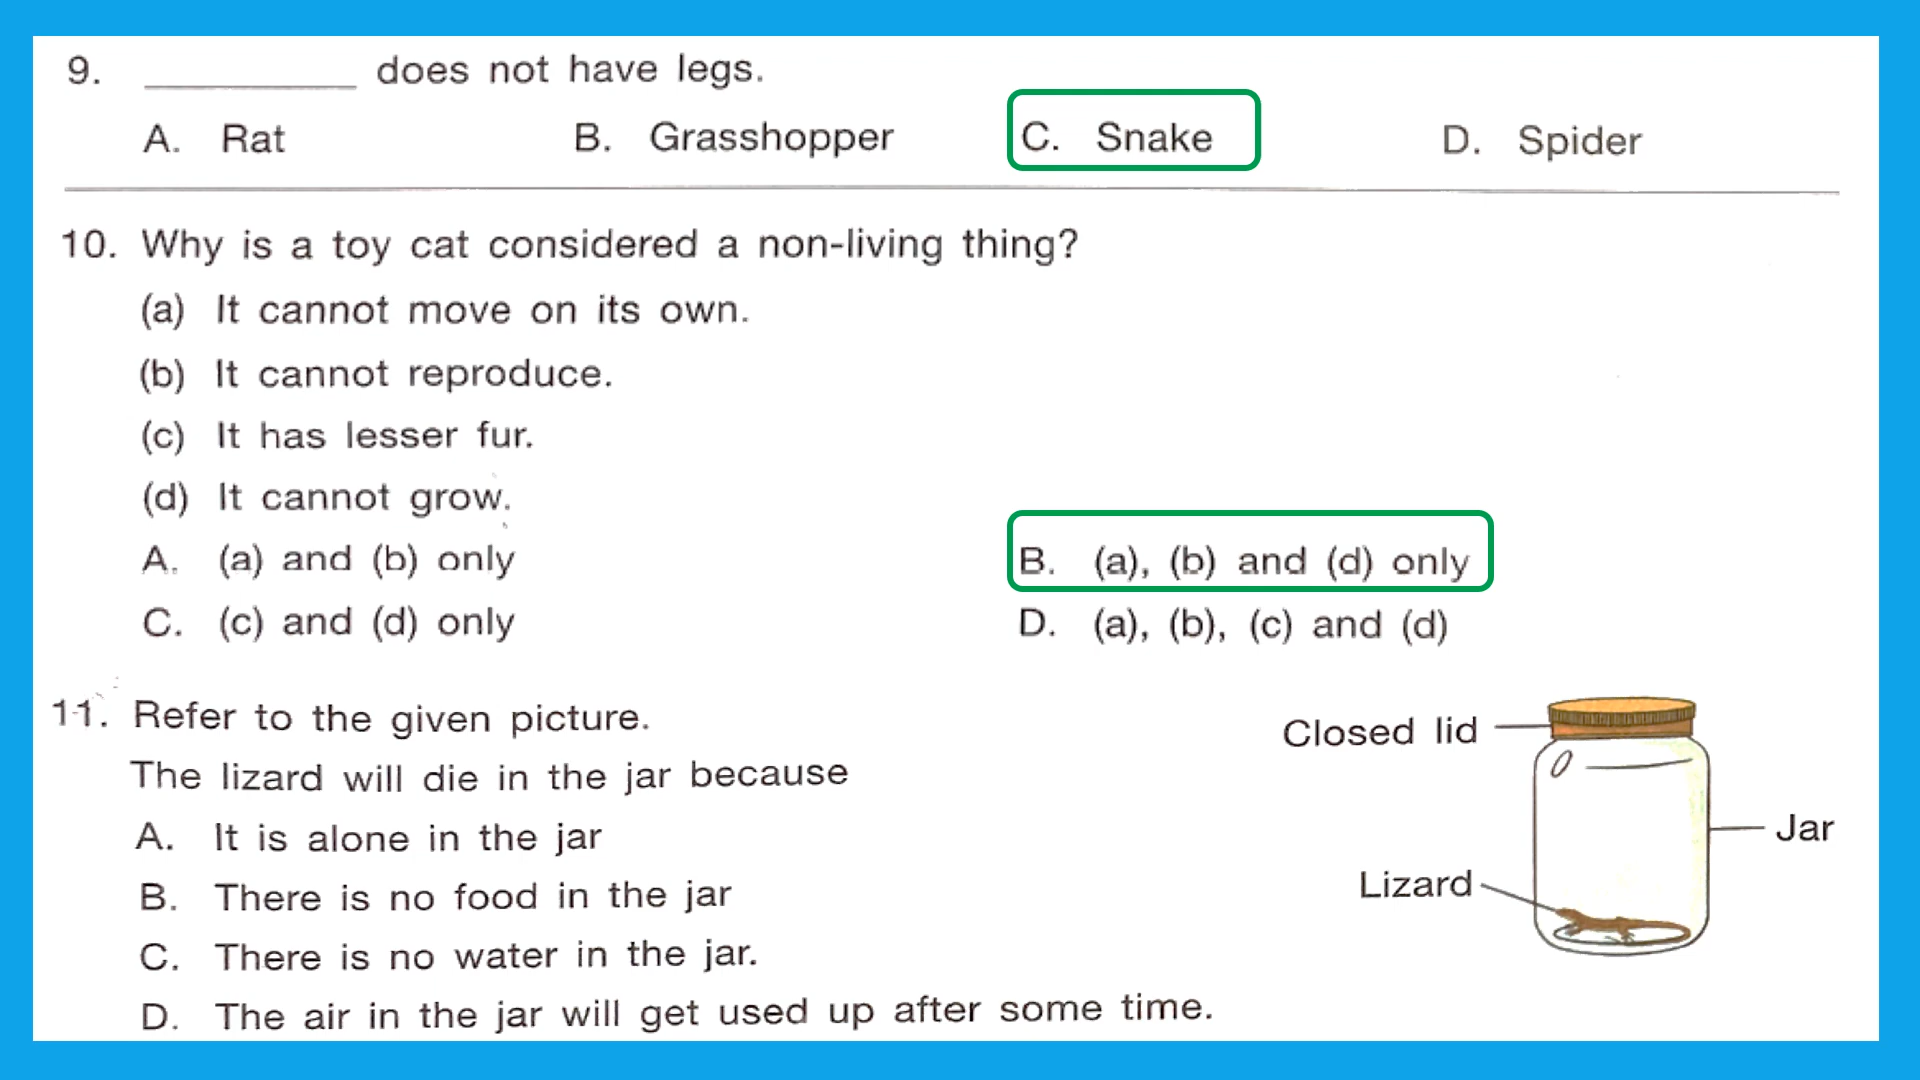 9. __________ does not have legs.
A. Rat B. Grasshopper C. Snake D. Spider
10. Why is a toy cat considered a non-living thing?
(a) It cannot move on its own.
(b) It cannot reproduce.
(c) It has lesser fur.
(d) It cannot grow.
A. (a) and (b) only B. (a), (b) and (d) only
C. (c) and (d) only D. (a), (b), (c) and (d)
11. Refer to the given picture.
The lizard will die in the jar because
A. It is alone in the jar
B. There is no food in the jar
C. There is no water in the jar.
D. The air in the jar will get used up after some time.
Closed lid
Jar
Lizard